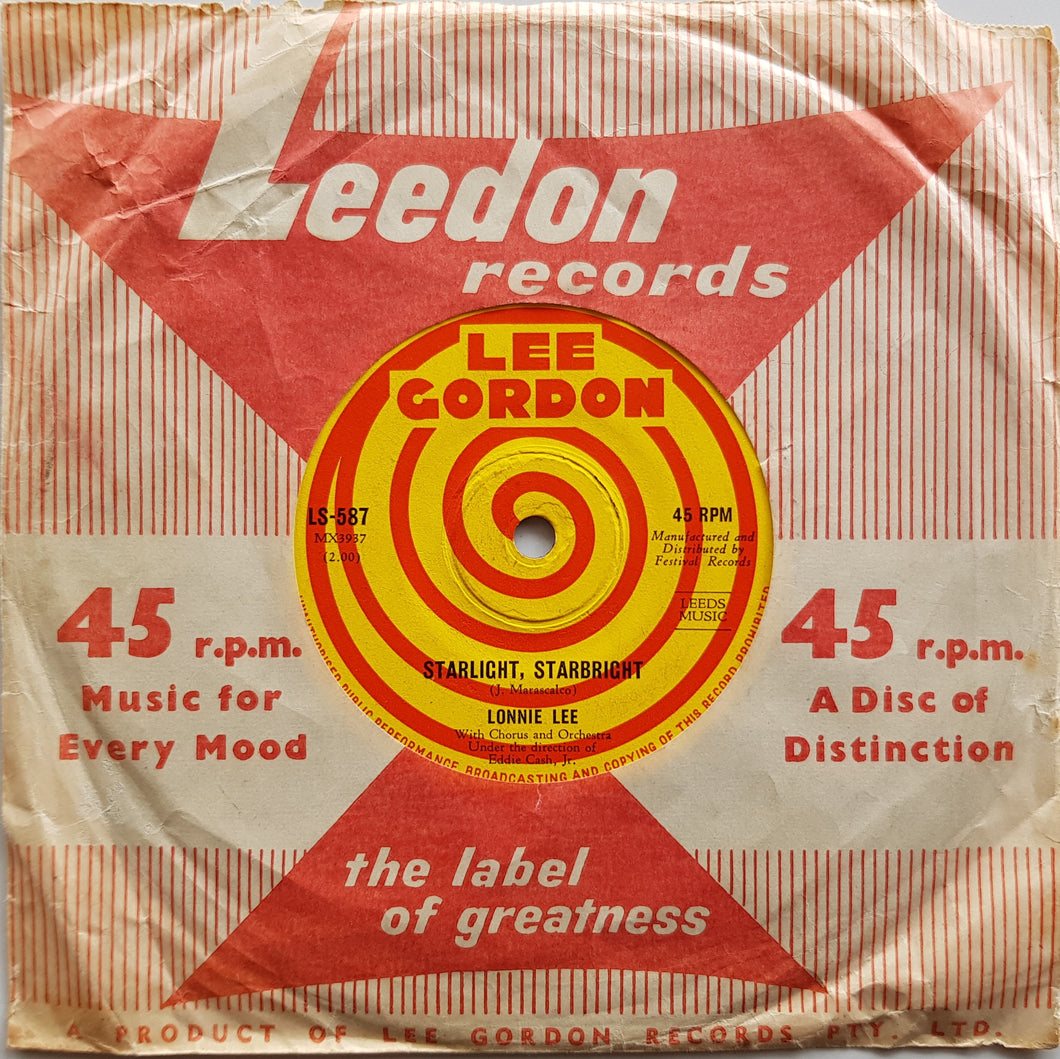 Leedon
records
LEE
GORDON
LS-587
MX3937
(2.00)
45 RPM
Manufactured and
Distributed by
Festival Records
LEEDS
MUSIC
STARLIGHT, STARBRIGHT
(J. Marascalco)
LONNIE LEE
With Chorus and Orchestra
Under the direction of
Eddie Cash, Jr.
UNAUTHORISED PUBLIC PERFORMANCE, BROADCASTING AND COPYING OF THIS RECORD PROHIBITED
45 r.p.m.
Music for
Every Mood
45 r.p.m.
A Disc of
Distinction
the label
of greatness
A PRODUCT OF LEE GORDON RECORDS PTY. LTD.